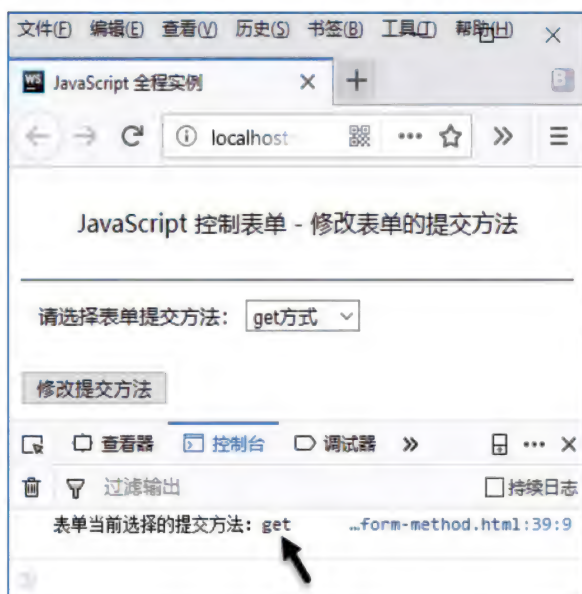 文件(F) 编辑(E) 查看(V) 历史(S) 书签(B) 工具(T) 帮助(H)
WS JavaScript 全程实例
localhost
JavaScript 控制表单 - 修改表单的提交方法
请选择表单提交方法： get方式
修改提交方法
查看器 控制台 调试器
过滤输出 持续日志
表单当前选择的提交方法: get …form-method.html:39:9